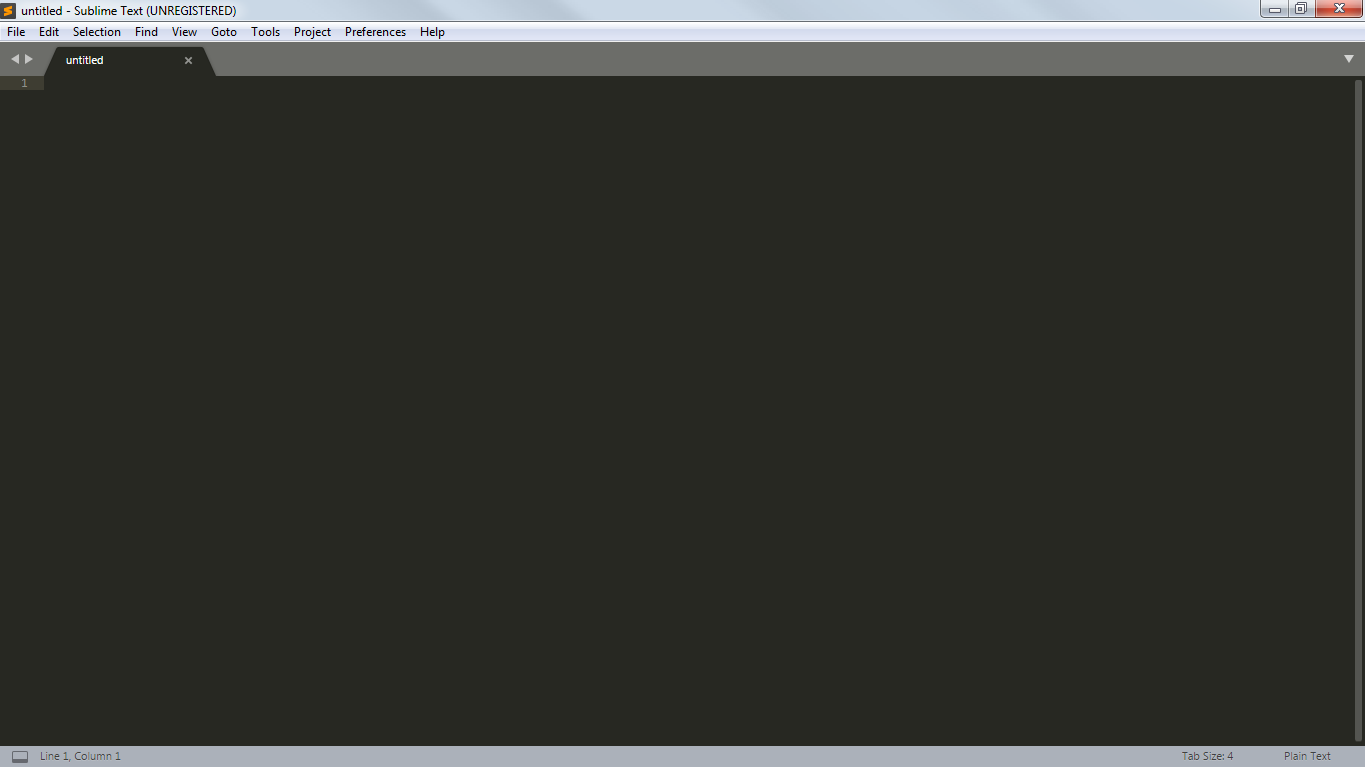 untitled - Sublime Text (UNREGISTERED)
File Edit Selection Find View Goto Tools Project Preferences Help
untitled
1
Line 1, Column 1 Tab Size: 4 Plain Text